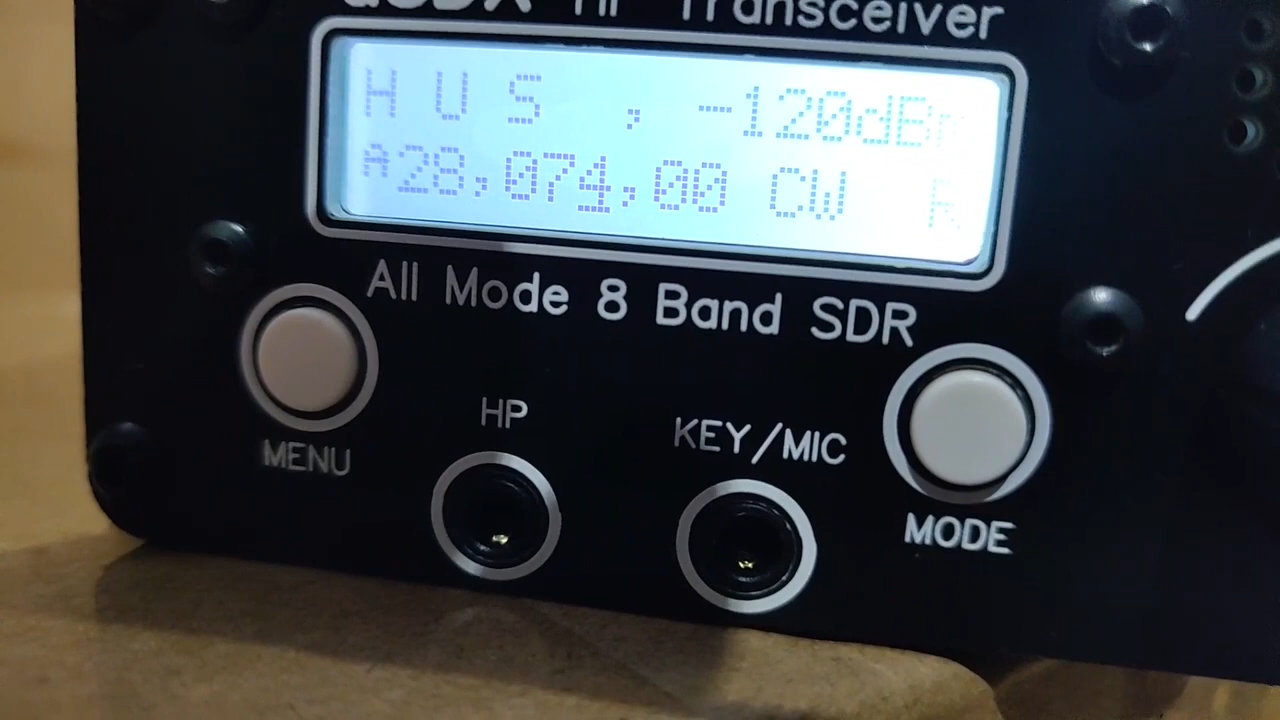 HF Transceiver
H U S , -120dBm
A28,074,00 CW R
All Mode 8 Band SDR
HP
KEY/MIC
MENU
MODE